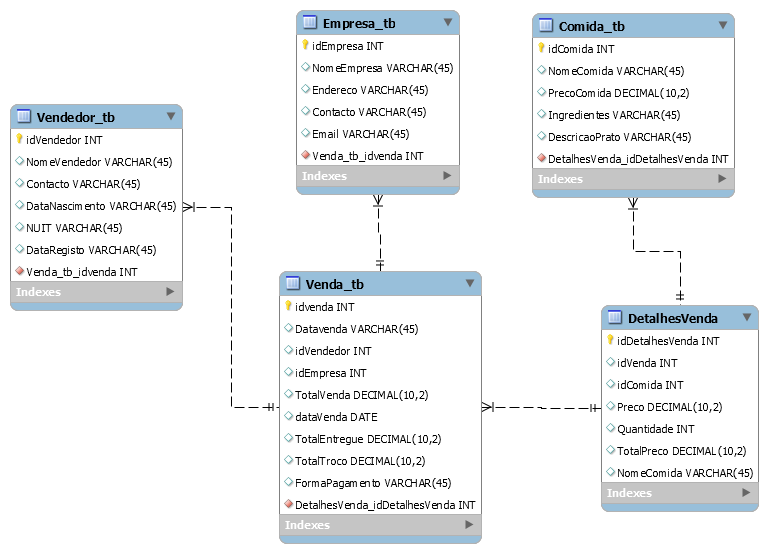 Empresa_tb
idEmpresa INT
NomeEmpresa VARCHAR(45)
Endereco VARCHAR(45)
Contacto VARCHAR(45)
Email VARCHAR(45)
Venda_tb_idvenda INT
Indexes
Comida_tb
idComida INT
NomeComida VARCHAR(45)
PrecoComida DECIMAL(10,2)
Ingredientes VARCHAR(45)
DescricaoPrato VARCHAR(45)
DetalhesVenda_idDetalhesVenda INT
Indexes
Vendedor_tb
idVendedor INT
NomeVendedor VARCHAR(45)
Contacto VARCHAR(45)
DataNascimento VARCHAR(45)
NUIT VARCHAR(45)
DataRegisto VARCHAR(45)
Venda_tb_idvenda INT
Indexes
Venda_tb
idvenda INT
Datavenda VARCHAR(45)
idVendedor INT
idEmpresa INT
TotalVenda DECIMAL(10,2)
dataVenda DATE
TotalEntregue DECIMAL(10,2)
TotalTroco DECIMAL(10,2)
FormaPagamento VARCHAR(45)
DetalhesVenda_idDetalhesVenda INT
Indexes
DetalhesVenda
idDetalhesVenda INT
idVenda INT
idComida INT
Preco DECIMAL(10,2)
Quantidade INT
TotalPreco DECIMAL(10,2)
NomeComida VARCHAR(45)
Indexes